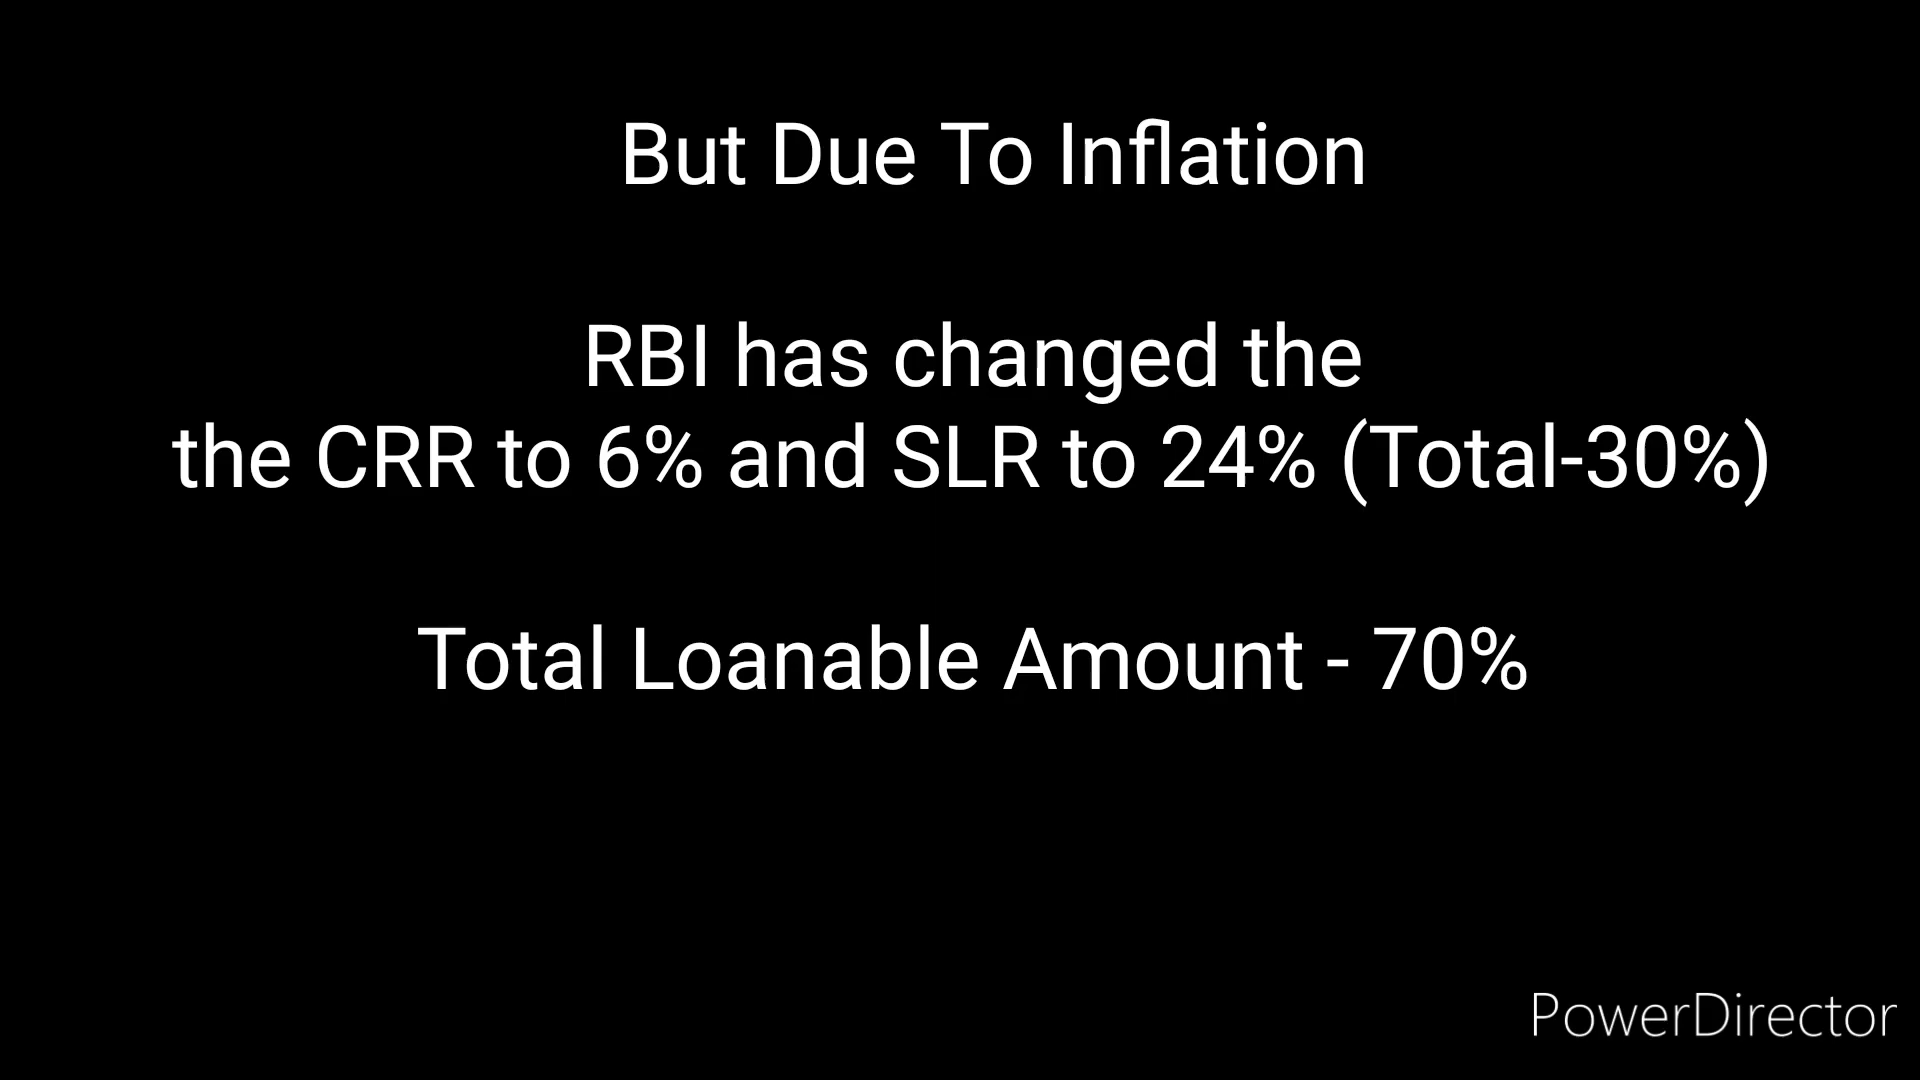 But Due To Inflation
RBI has changed the
the CRR to 6% and SLR to 24% (Total-30%)
Total Loanable Amount - 70%
PowerDirector